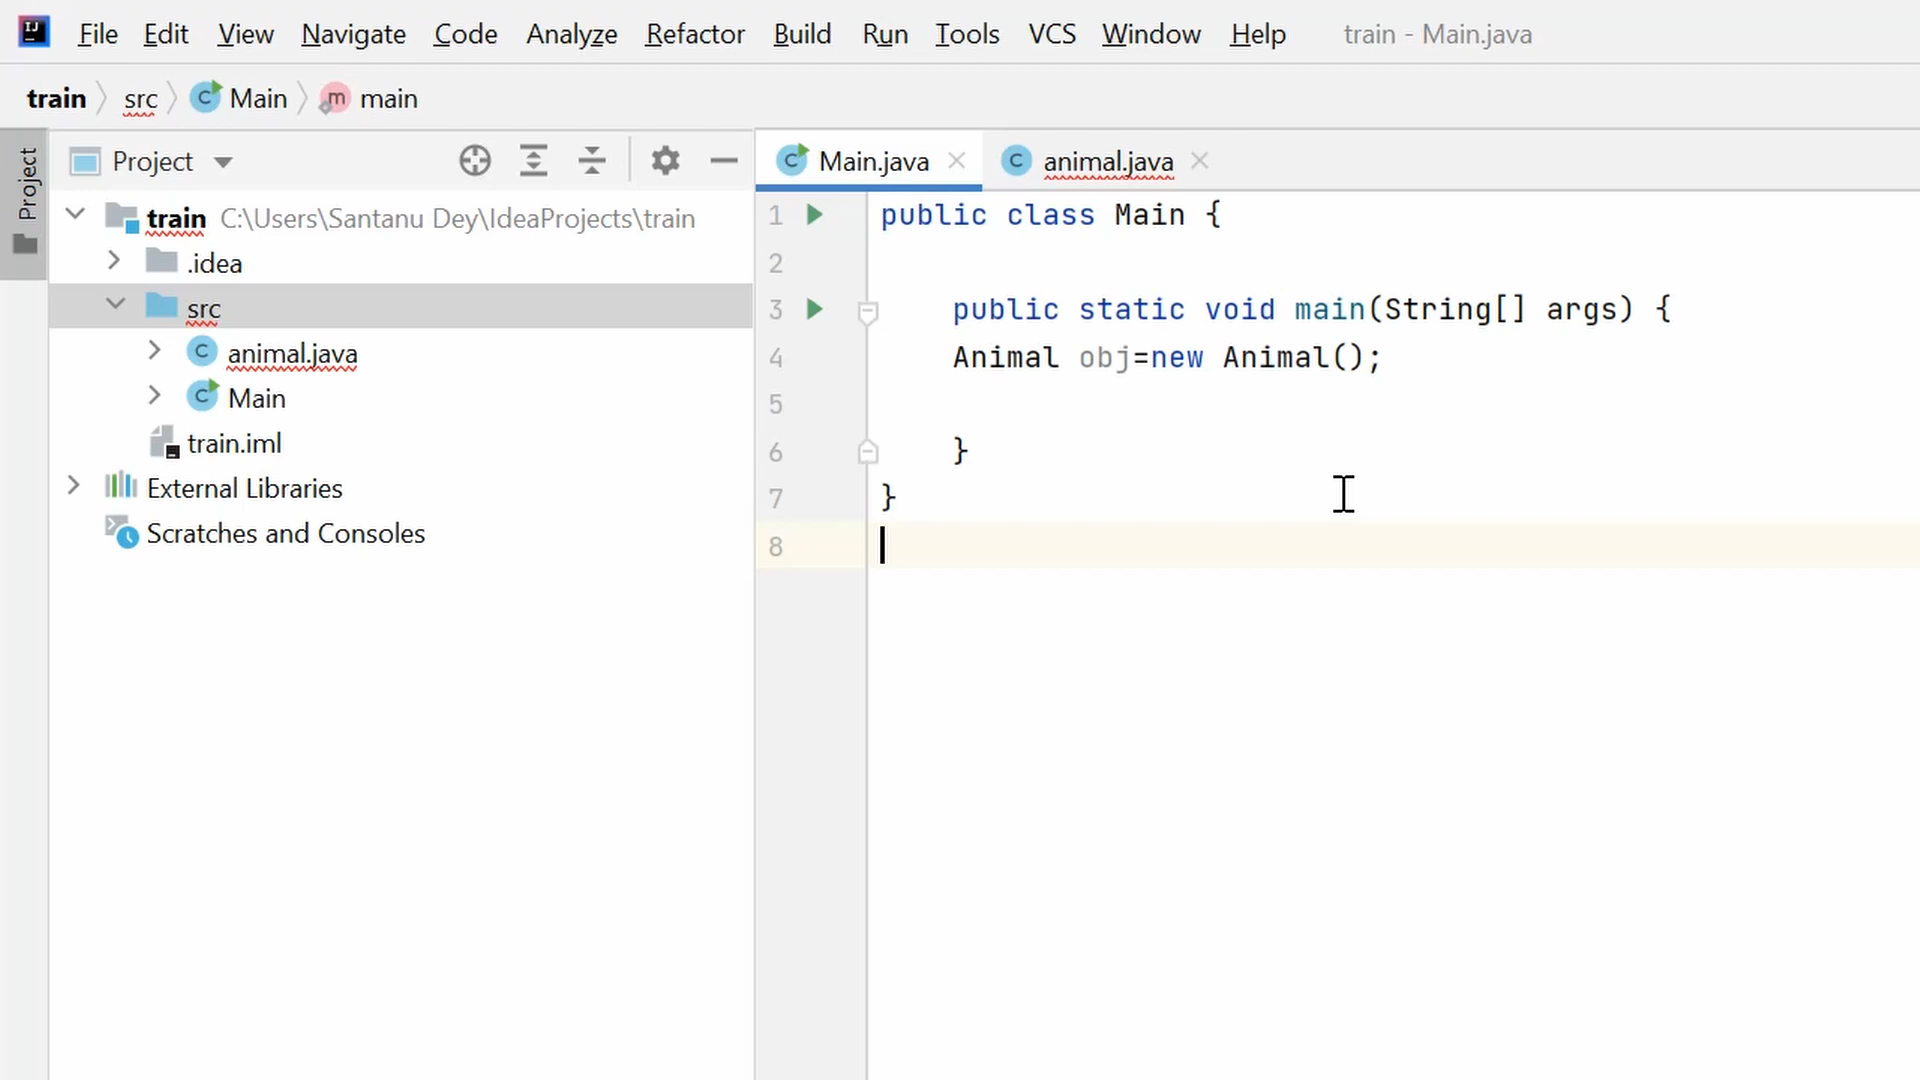 File Edit View Navigate Code Analyze Refactor Build Run Tools VCS Window Help train - Main.java
train src Main main
Project
Project
train C:\Users\Santanu Dey\IdeaProjects\train
.idea
src
animal.java
Main
train.iml
External Libraries
Scratches and Consoles
Main.java animal.java
1 public class Main {
2
3 public static void main(String[] args) {
4 Animal obj=new Animal();
5
6 }
7 }
8